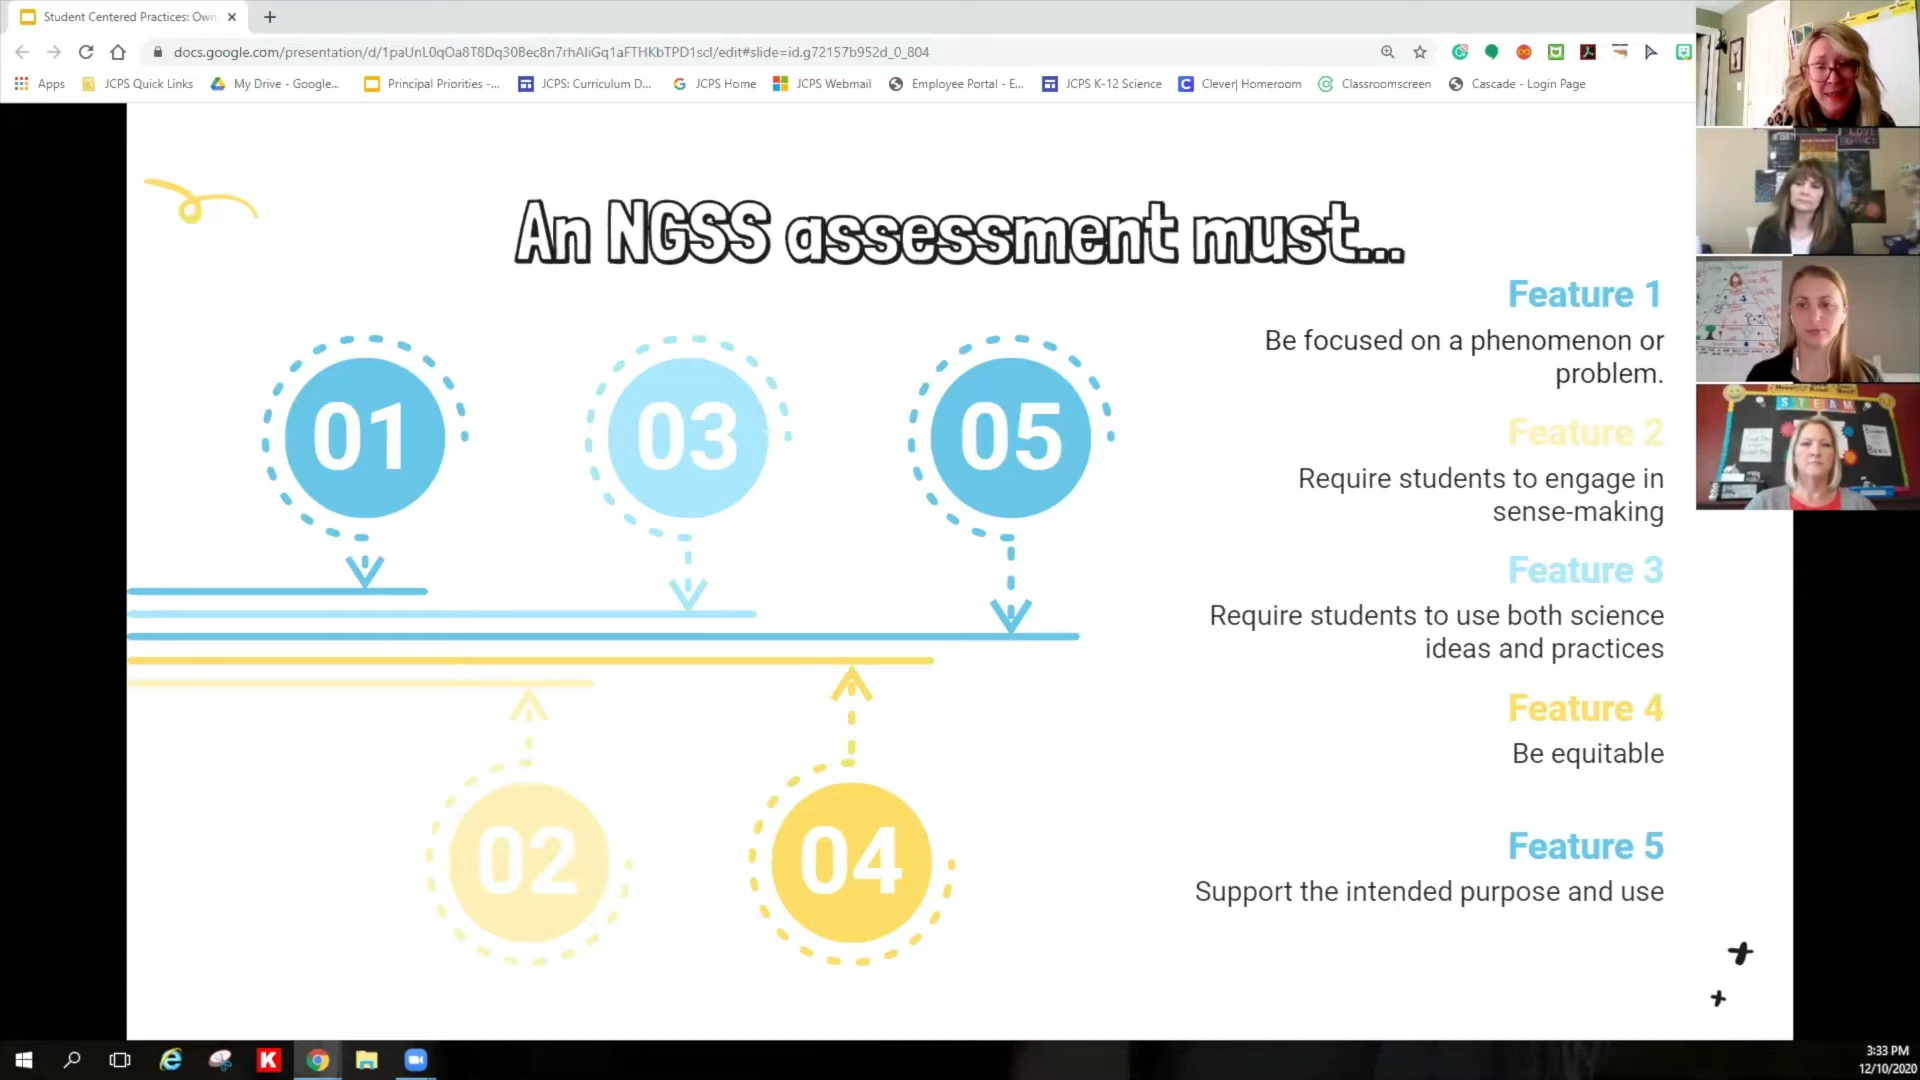 Student Centered Practices: Own
docs.google.com/presentation/d/1paUnL0qOa8T8Dq30Bec8n7rhAliGq1aFTHKbTPD1scI/edit#slide=id.g72157b952d_0_804
Apps JCPS Quick Links My Drive - Google... Principal Priorities -... JCPS: Curriculum D... JCPS Home JCPS Webmail Employee Portal - E... JCPS K-12 Science Clever| Homeroom Classroomscreen Cascade - Login Page
An NGSS assessment must...
01
03
05
02
04
Feature 1
Be focused on a phenomenon or
problem.
Feature 2
Require students to engage in
sense-making
Feature 3
Require students to use both science
ideas and practices
Feature 4
Be equitable
Feature 5
Support the intended purpose and use
LOVE
STEAM
K
3:33 PM
12/10/2020